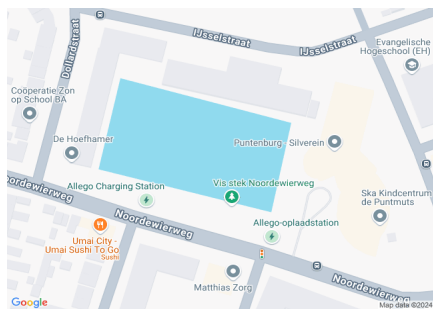 IJsselstraat
IJsselstraat
Evangelische
Hogeschool (EH)
Dollardstraat
Coöperatie Zon
op School BA
De Hoefhamer
Puntenburg - Silverein
Allego Charging Station
Vis stek Noordewierweg
Ska Kindcentrum
de Puntmuts
Noordewierweg
Noordewierweg
Allego-oplaadstation
Umai City -
Umai Sushi To Go
Sushi
Matthias Zorg
Noordewierweg
Google
Map data ©2024